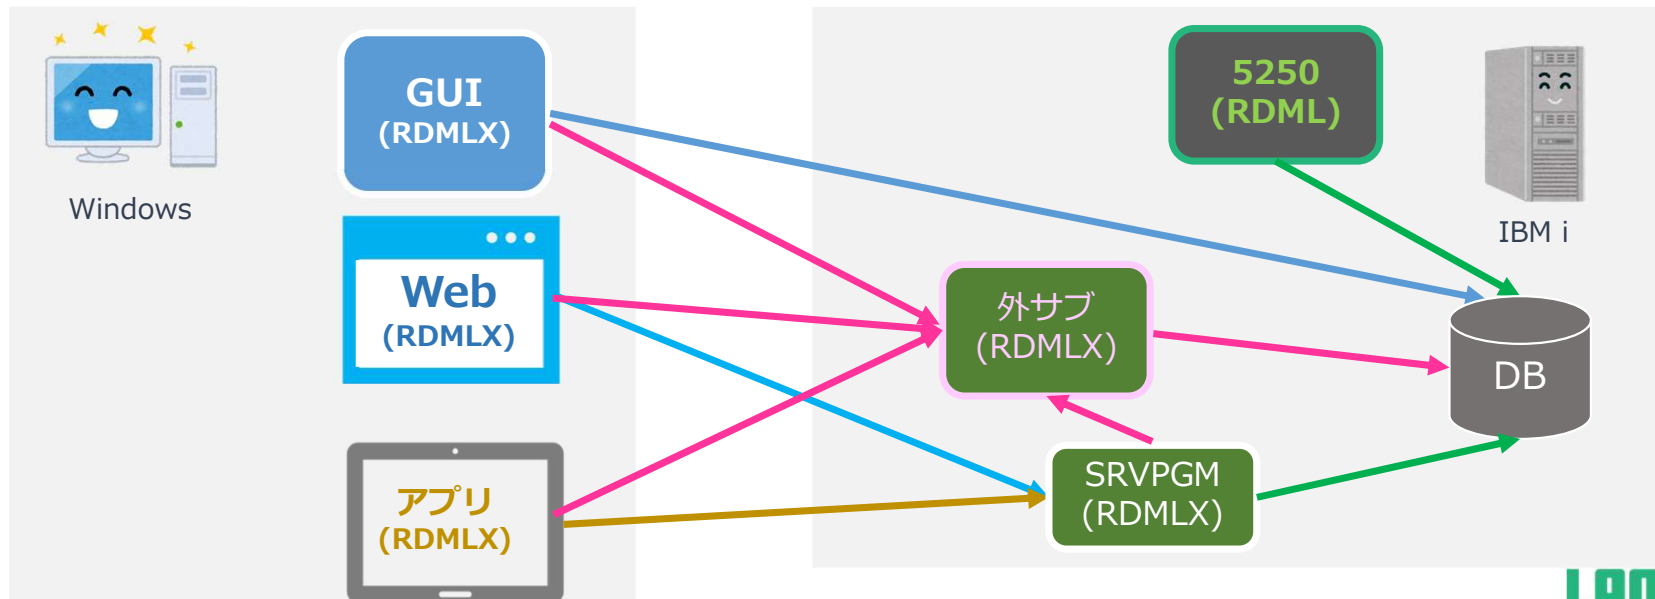 Windows
GUI
(RDMLX)
Web
(RDMLX)
アプリ
(RDMLX)
5250
(RDML)
IBM i
外サブ
(RDMLX)
SRVPGM
(RDMLX)
DB